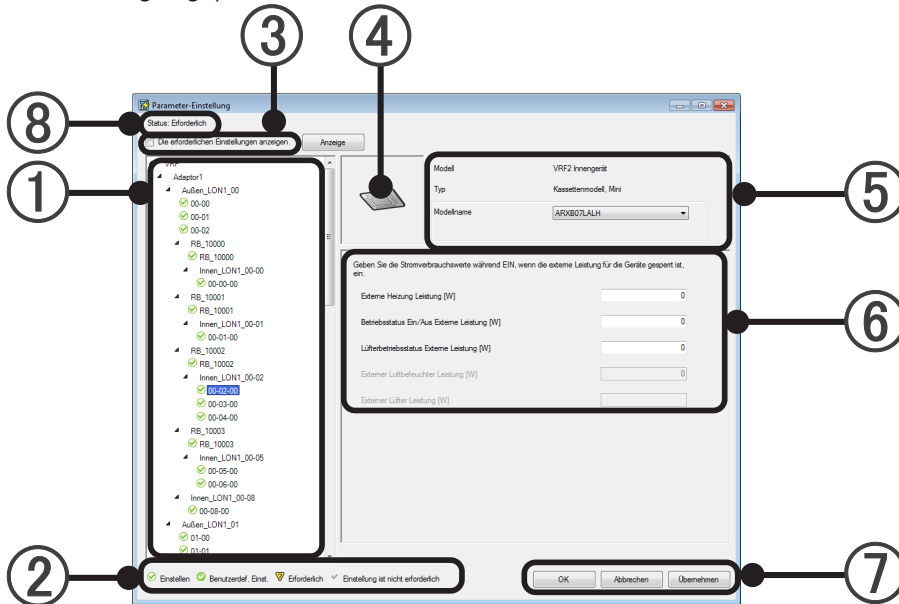 ③
④
Parameter-Einstellung
⑧
Status: Erforderlich
Die erforderlichen Einstellungen anzeigen.
Anzeige
①
VRF
Adaptor1
Außen_LON1_00
00-00
00-01
00-02
RB_10000
RB_10000
Innen_LON1_00-00
00-00-00
RB_10001
RB_10001
Innen_LON1_00-01
00-01-00
RB_10002
RB_10002
Innen_LON1_00-02
00-02-00
00-03-00
00-04-00
RB_10003
RB_10003
Innen_LON1_00-05
00-05-00
00-06-00
Innen_LON1_00-08
00-08-00
Außen_LON1_01
01-00
01-01
Modell VRF2 Innengerät
Typ Kassettenmodell, Mini
Modellname ARXB07LALH
⑤
Geben Sie die Stromverbrauchswerte während EIN, wenn die externe Leistung für die Geräte gesperrt ist,
ein.
Externe Heizung Leistung [W] 0
Betriebsstatus Ein/Aus Externe Leistung [W] 0
Lüfterbetriebsstatus Externe Leistung [W] 0
Externer Luftbefeuchter Leistung [W] 0
Externer Lüfter Leistung [W]
⑥
②
Einstellen Benutzerdef. Einst. Erforderlich Einstellung ist nicht erforderlich
OK Abbrechen Übernehmen
⑦